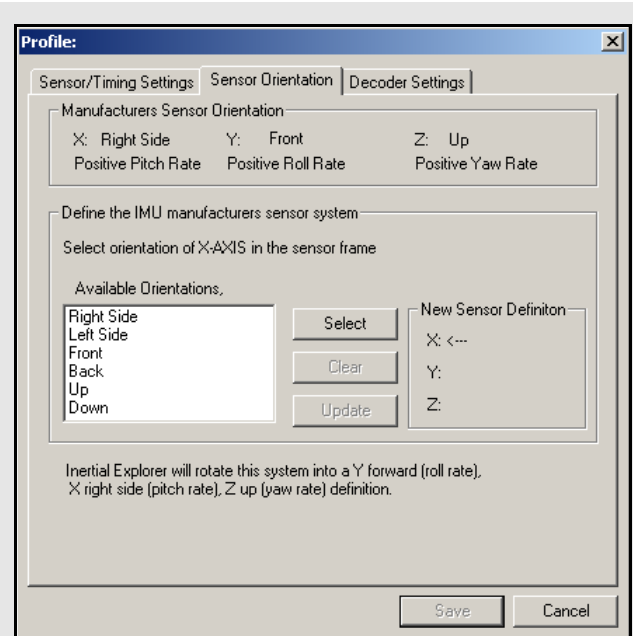 Profile:
Sensor/Timing Settings Sensor Orientation Decoder Settings
Manufacturers Sensor Orientation
X: Right Side Y: Front Z: Up
Positive Pitch Rate Positive Roll Rate Positive Yaw Rate
Define the IMU manufacturers sensor system
Select orientation of X-AXIS in the sensor frame
Available Orientations,
Right Side
Left Side
Front
Back
Up
Down
Select
Clear
Update
New Sensor Definiton
X: <---
Y:
Z:
Inertial Explorer will rotate this system into a Y forward (roll rate),
X right side (pitch rate), Z up (yaw rate) definition.
Save Cancel